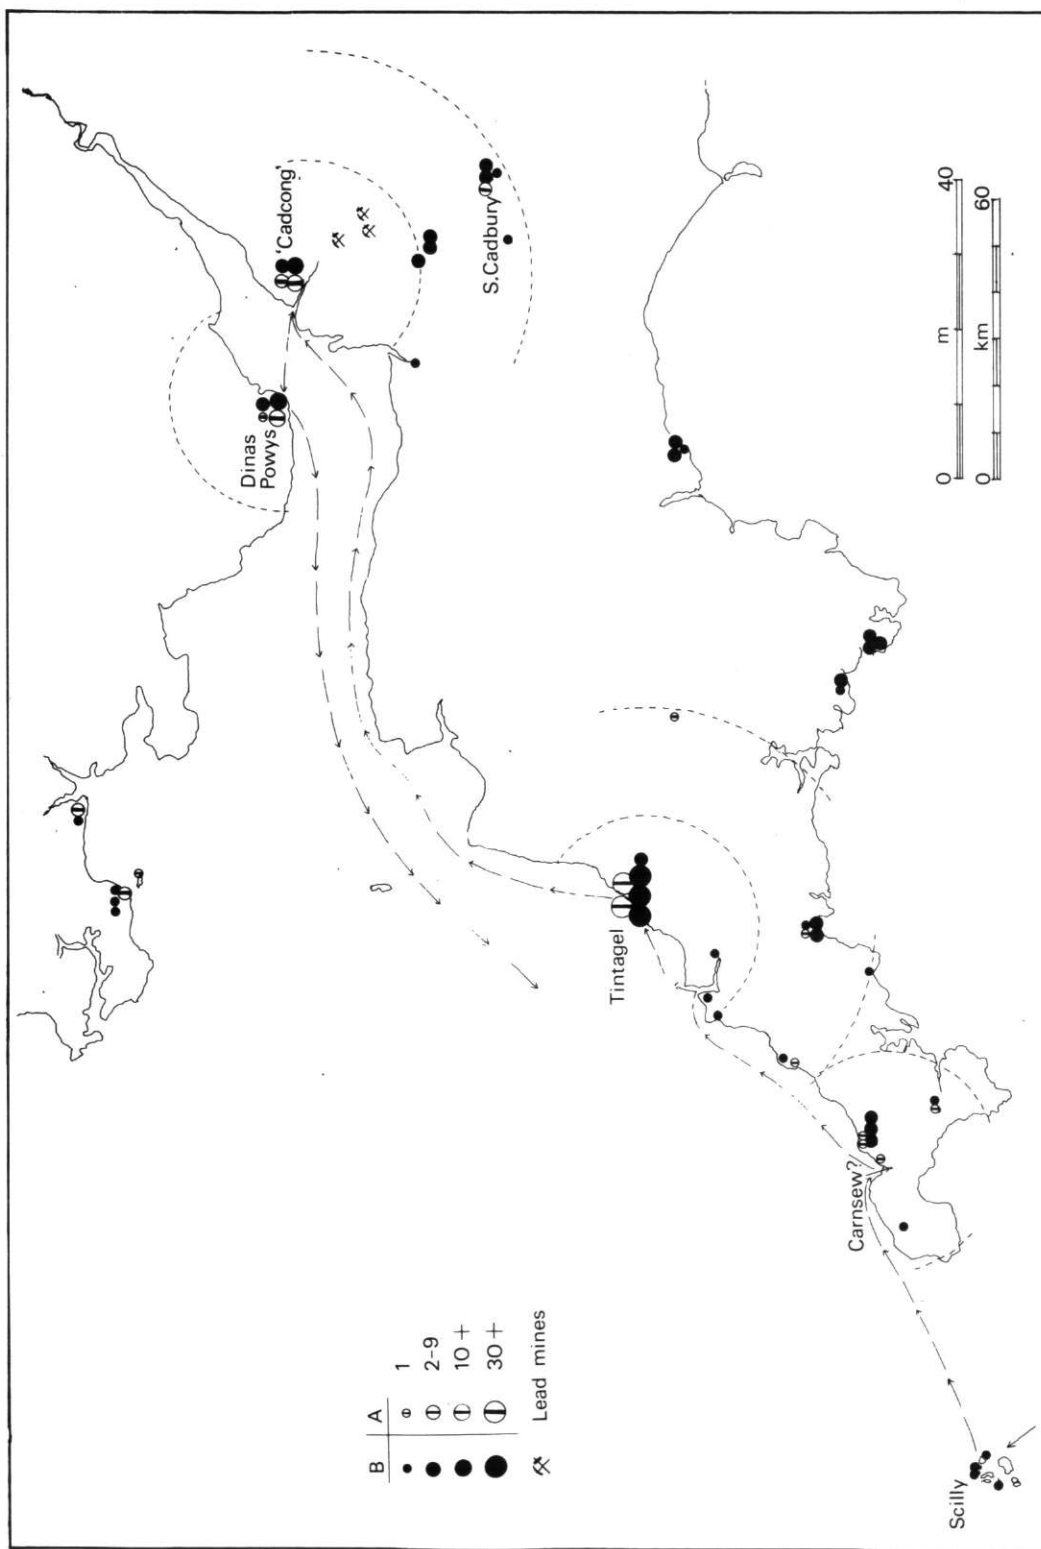 'Cadcong'
S.Cadbury
Dinas
Powys
Tintagel
Carnsew?
Scilly
B A
1
2-9
10+
30+
Lead mines
0 m 40
0 km 60